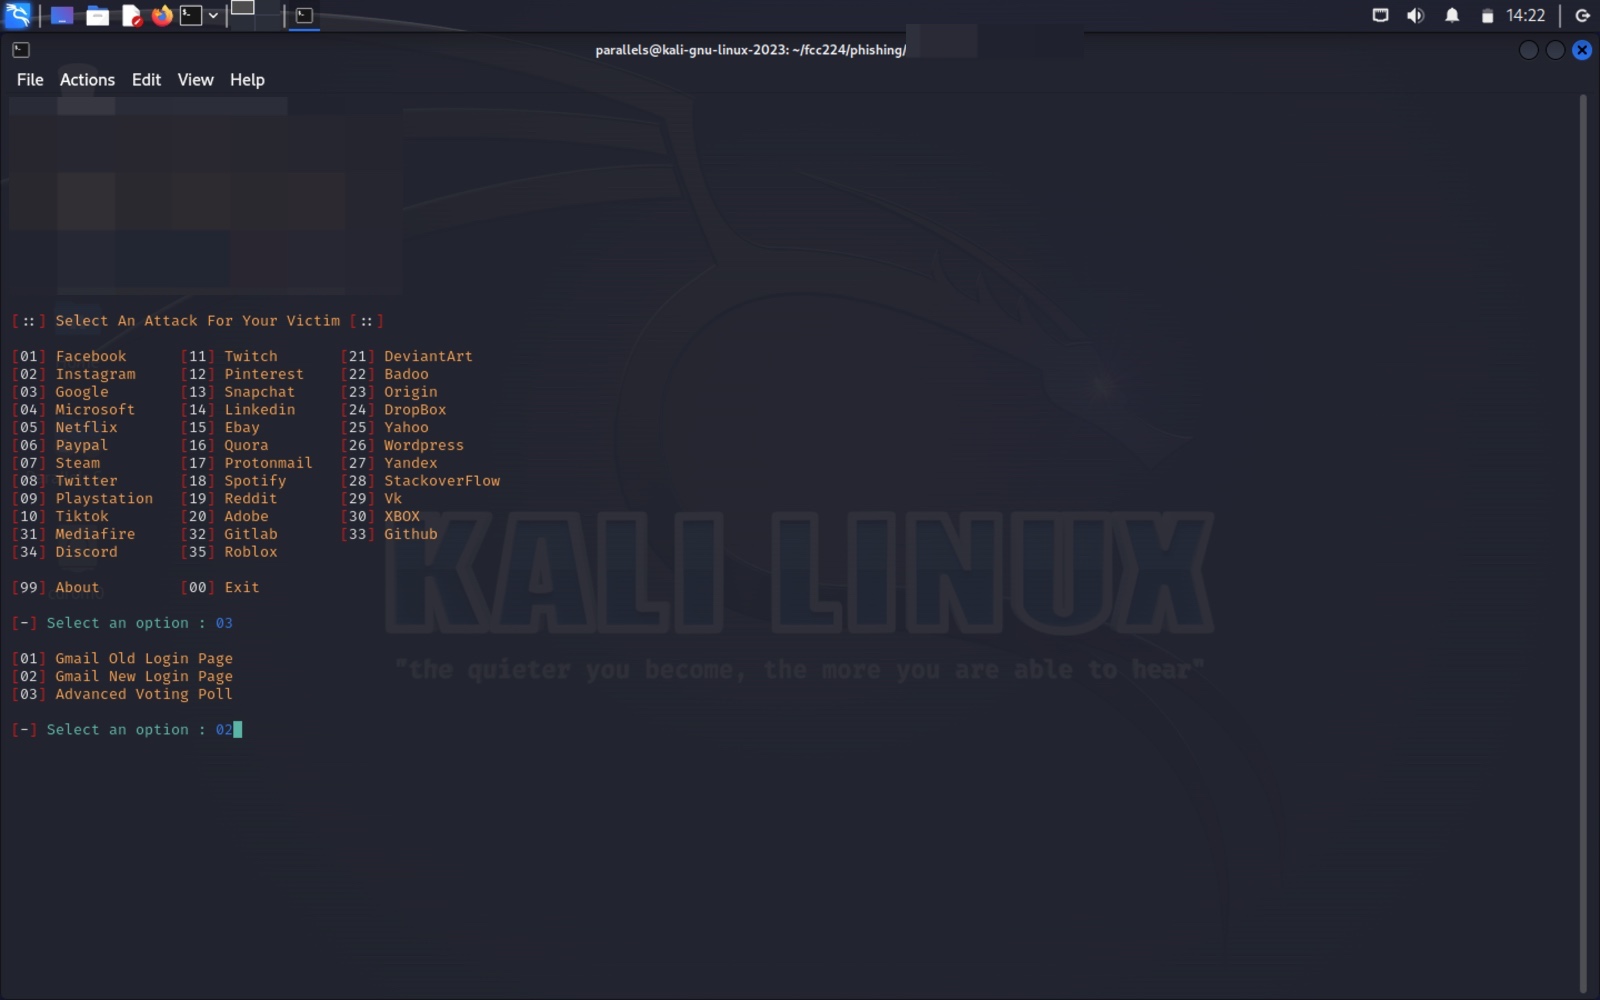 14:22
parallels@kali-gnu-linux-2023: ~/fcc224/phishing/
File Actions Edit View Help
[::] Select An Attack For Your Victim [::]
[01] Facebook [11] Twitch [21] DeviantArt
[02] Instagram [12] Pinterest [22] Badoo
[03] Google [13] Snapchat [23] Origin
[04] Microsoft [14] Linkedin [24] DropBox
[05] Netflix [15] Ebay [25] Yahoo
[06] Paypal [16] Quora [26] Wordpress
[07] Steam [17] Protonmail [27] Yandex
[08] Twitter [18] Spotify [28] StackoverFlow
[09] Playstation [19] Reddit [29] Vk
[10] Tiktok [20] Adobe [30] XBOX
[31] Mediafire [32] Gitlab [33] Github
[34] Discord [35] Roblox
[99] About [00] Exit
[-] Select an option : 03
[01] Gmail Old Login Page
[02] Gmail New Login Page
[03] Advanced Voting Poll
[-] Select an option : 02
KALI LINUX
"the quieter you become, the more you are able to hear"